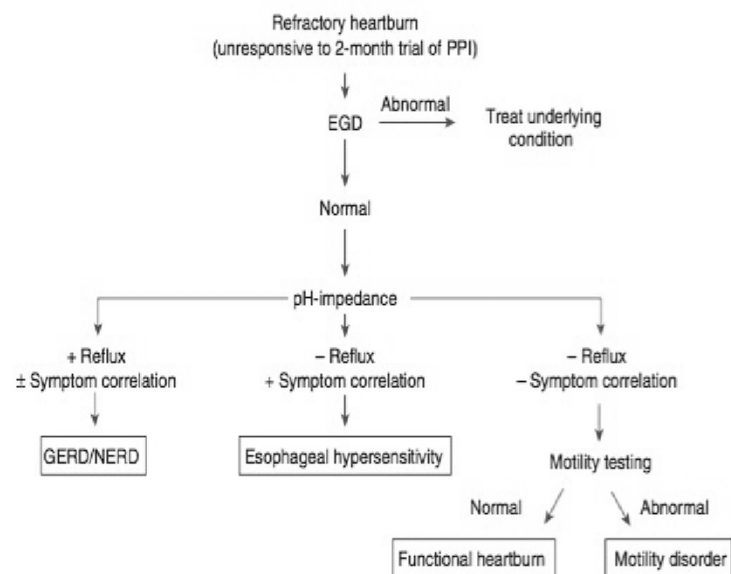 Refractory heartburn
(unresponsive to 2-month trial of PPI)
Abnormal
EGD
Treat underlying
condition
Normal
pH-impedance
+ Reflux
± Symptom correlation
– Reflux
+ Symptom correlation
– Reflux
– Symptom correlation
GERD/NERD
Esophageal hypersensitivity
Motility testing
Normal
Abnormal
Functional heartburn
Motility disorder